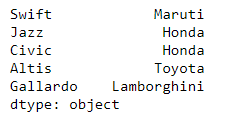 Swift Maruti
Jazz Honda
Civic Honda
Altis Toyota
Gallardo Lamborghini
dtype: object